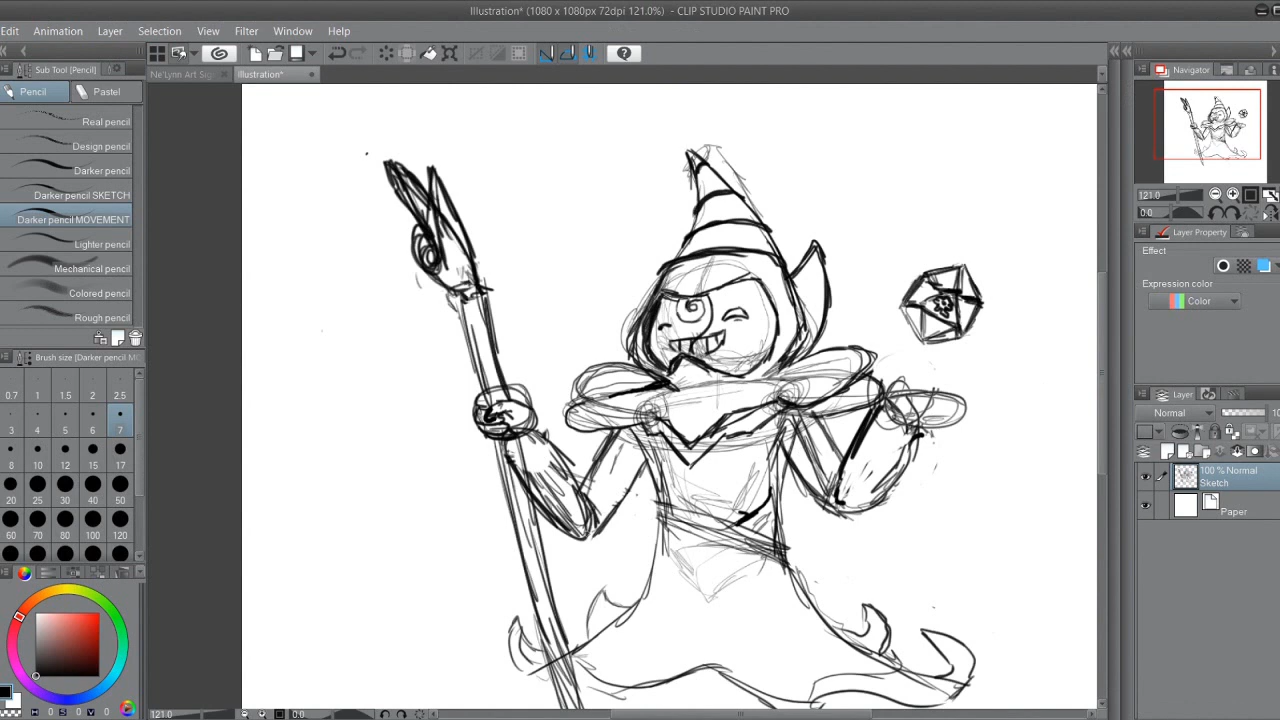 Illustration* (1080 x 1080px 72dpi 121.0%) - CLIP STUDIO PAINT PRO
Edit Animation Layer Selection View Filter Window Help
Ne'Lynn Art Sig Illustration*
Sub Tool [Pencil]
Pencil Pastel
Real pencil
Design pencil
Darker pencil
Darker pencil SKETCH
Darker pencil MOVEMENT
Lighter pencil
Mechanical pencil
Colored pencil
Rough pencil
Brush size [Darker pencil MO
0.7 1 1.5 2 2.5
3 4 5 6 7
8 10 12 15 17
20 25 30 40 50
60 70 80 100 120
H 0 S 0 V 0
121.0 0.0
Navigator
121.0
0.0
Layer Property
Effect
Expression color
Color
Layer
Normal 10
100 % Normal
Sketch
Paper